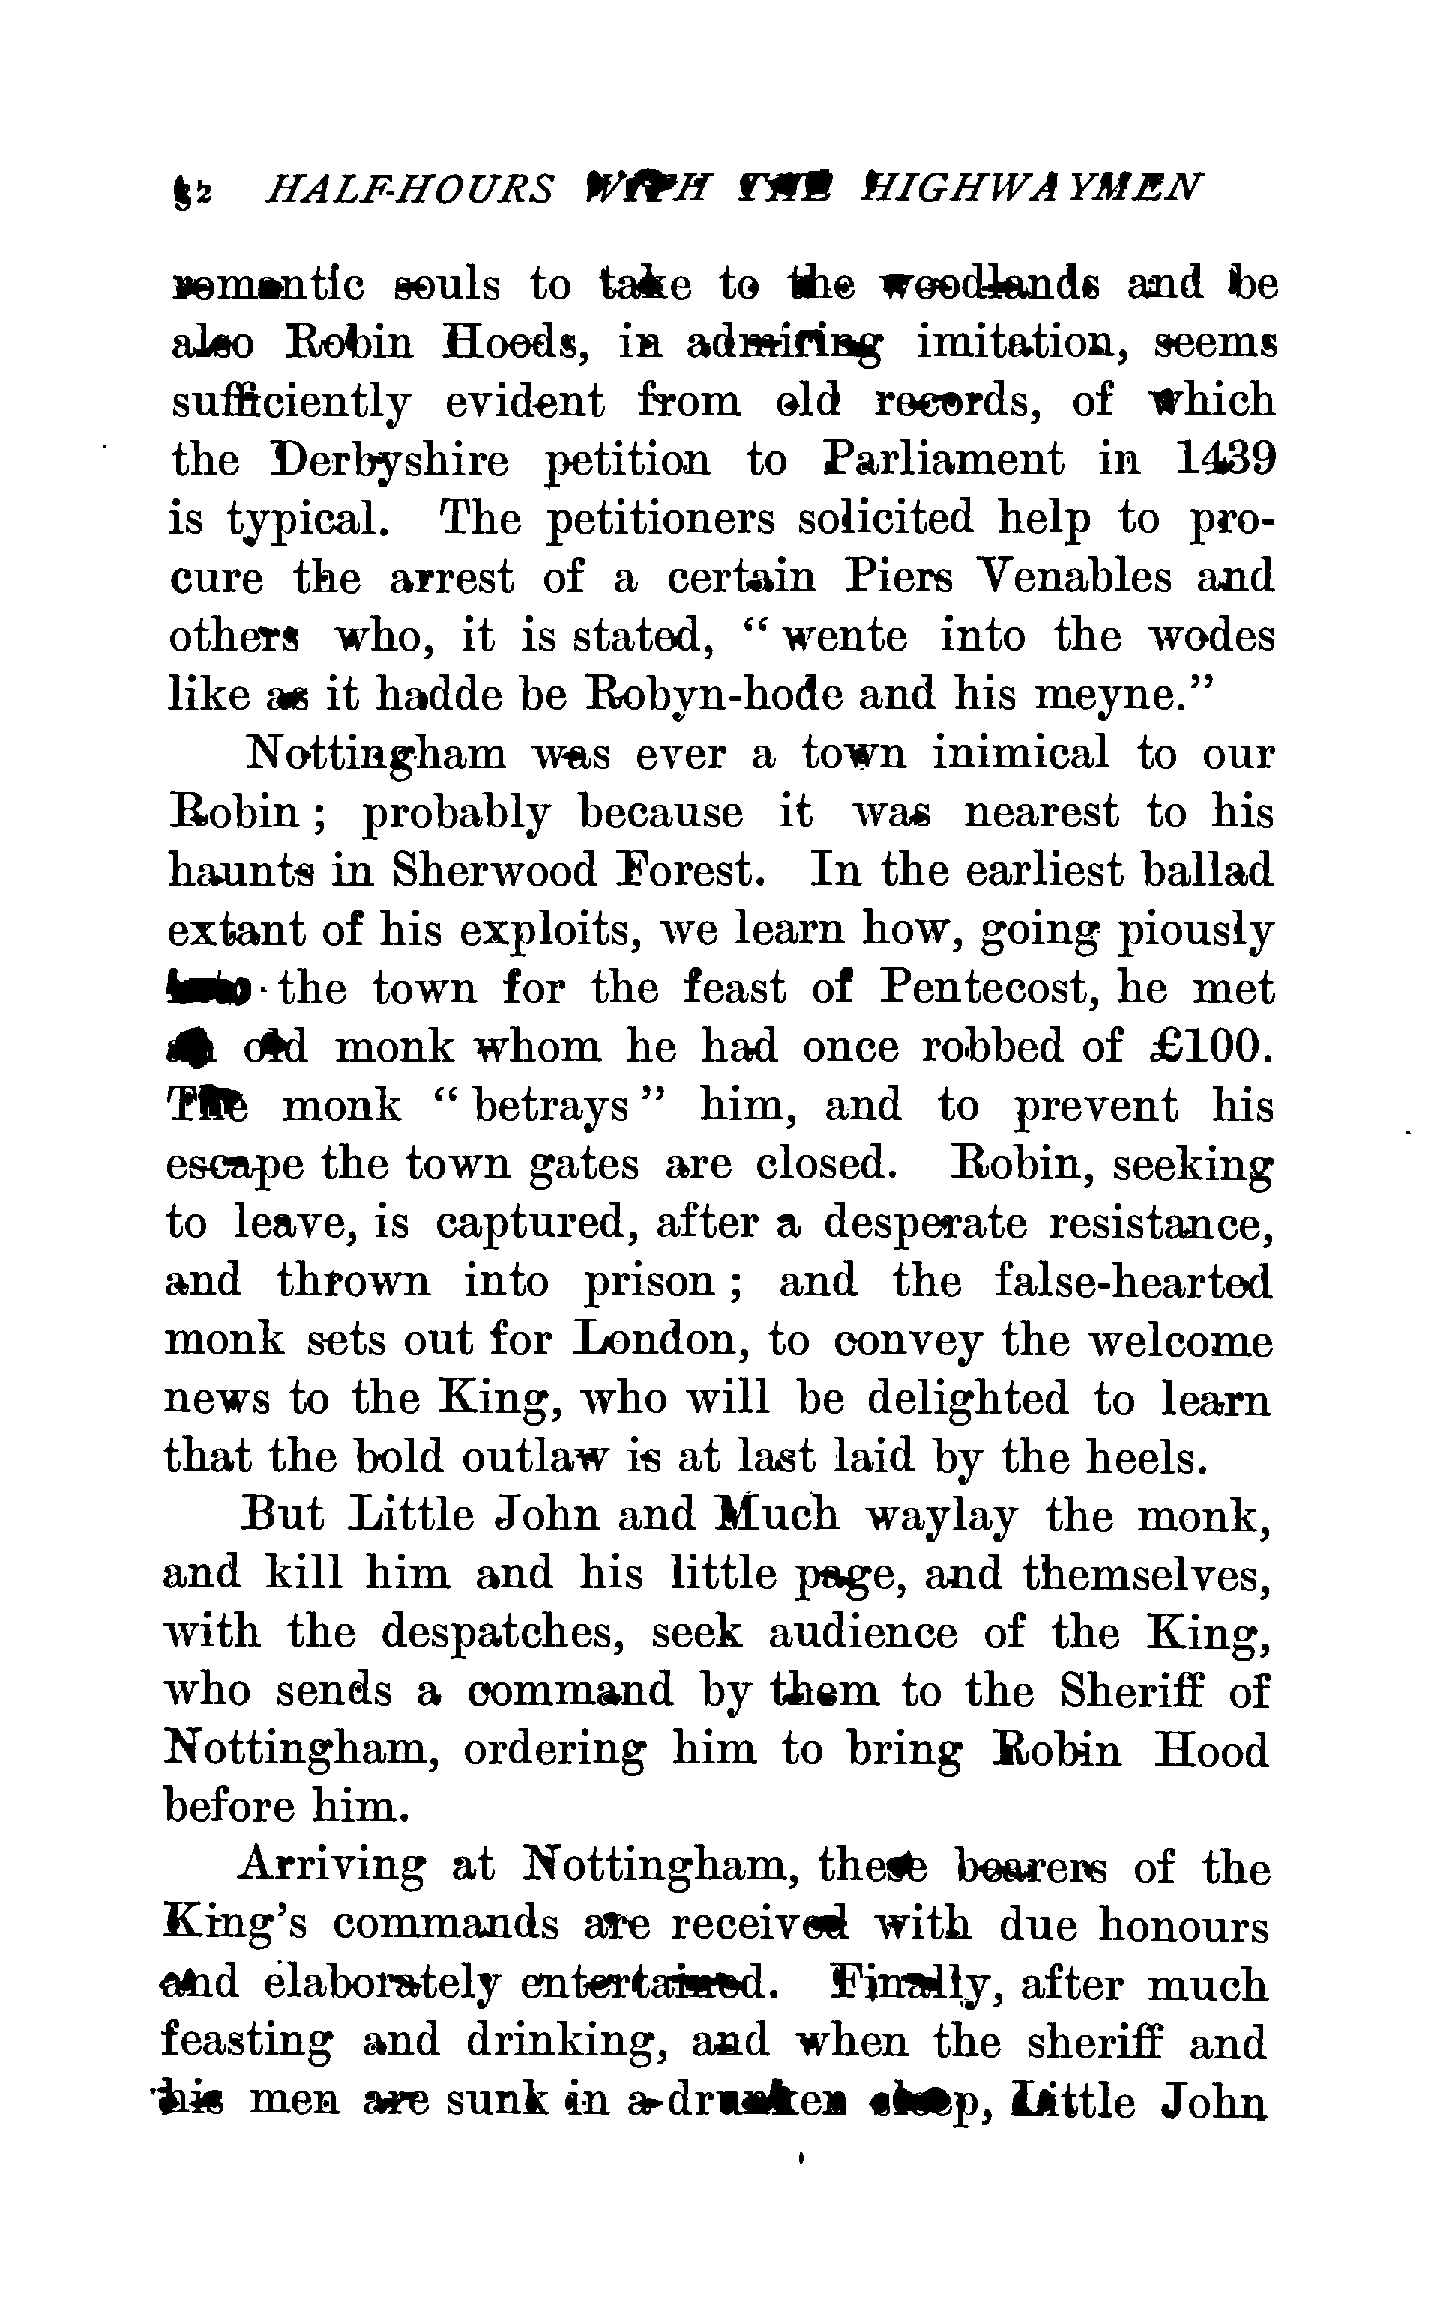 HALF-HOURS WITH THE HIGHWAYMEN
romantic souls to take to the woodlands and be
also Robin Hoods, in admiring imitation, seems
sufficiently evident from old records, of which
the Derbyshire petition to Parliament in 1439
is typical. The petitioners solicited help to pro-
cure the arrest of a certain Piers Venables and
others who, it is stated, “ wente into the wodes
like as it hadde be Robyn-hode and his meyne.”
Nottingham was ever a town inimical to our
Robin ; probably because it was nearest to his
haunts in Sherwood Forest. In the earliest ballad
extant of his exploits, we learn how, going piously
into the town for the feast of Pentecost, he met
an old monk whom he had once robbed of £100.
The monk “ betrays ” him, and to prevent his
escape the town gates are closed. Robin, seeking
to leave, is captured, after a desperate resistance,
and thrown into prison ; and the false-hearted
monk sets out for London, to convey the welcome
news to the King, who will be delighted to learn
that the bold outlaw is at last laid by the heels.
But Little John and Much waylay the monk,
and kill him and his little page, and themselves,
with the despatches, seek audience of the King,
who sends a command by them to the Sheriff of
Nottingham, ordering him to bring Robin Hood
before him.
Arriving at Nottingham, these bearers of the
King’s commands are received with due honours
and elaborately entertained. Finally, after much
feasting and drinking, and when the sheriff and
his men are sunk in a drunken sleep, Little John